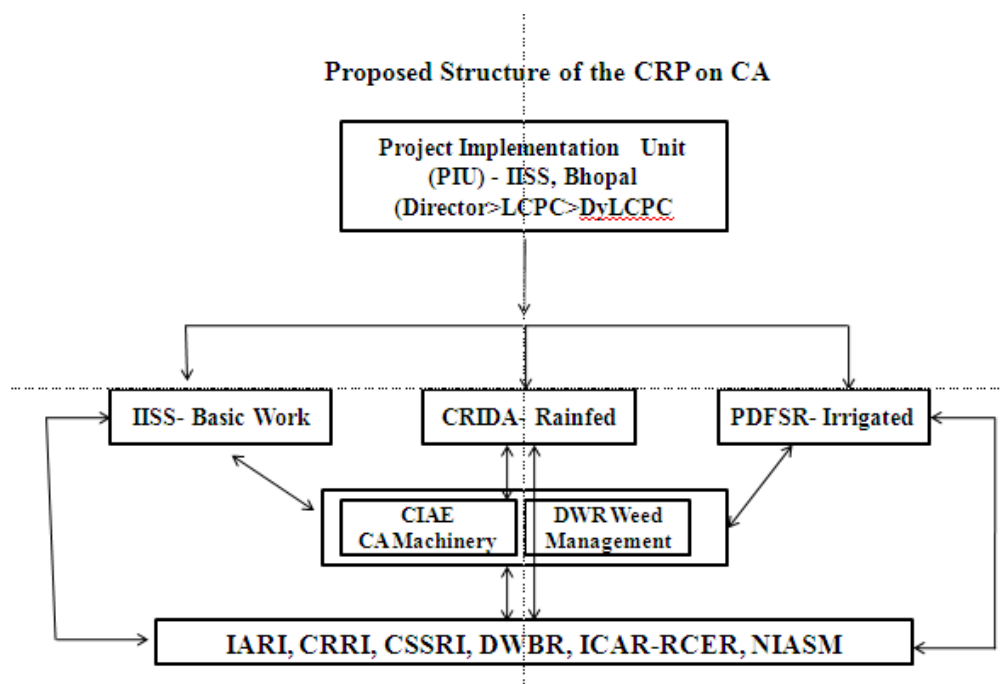 Proposed Structure of the CRP on CA
Project Implementation Unit
(PIU) - IISS, Bhopal
(Director>LCPC>DyLCPC
IISS- Basic Work
CRIDA- Rainfed
PDFSR- Irrigated
CIAE
CA Machinery
DWR Weed
Management
IARI, CRRI, CSSRI, DWBR, ICAR-RCER, NIASM